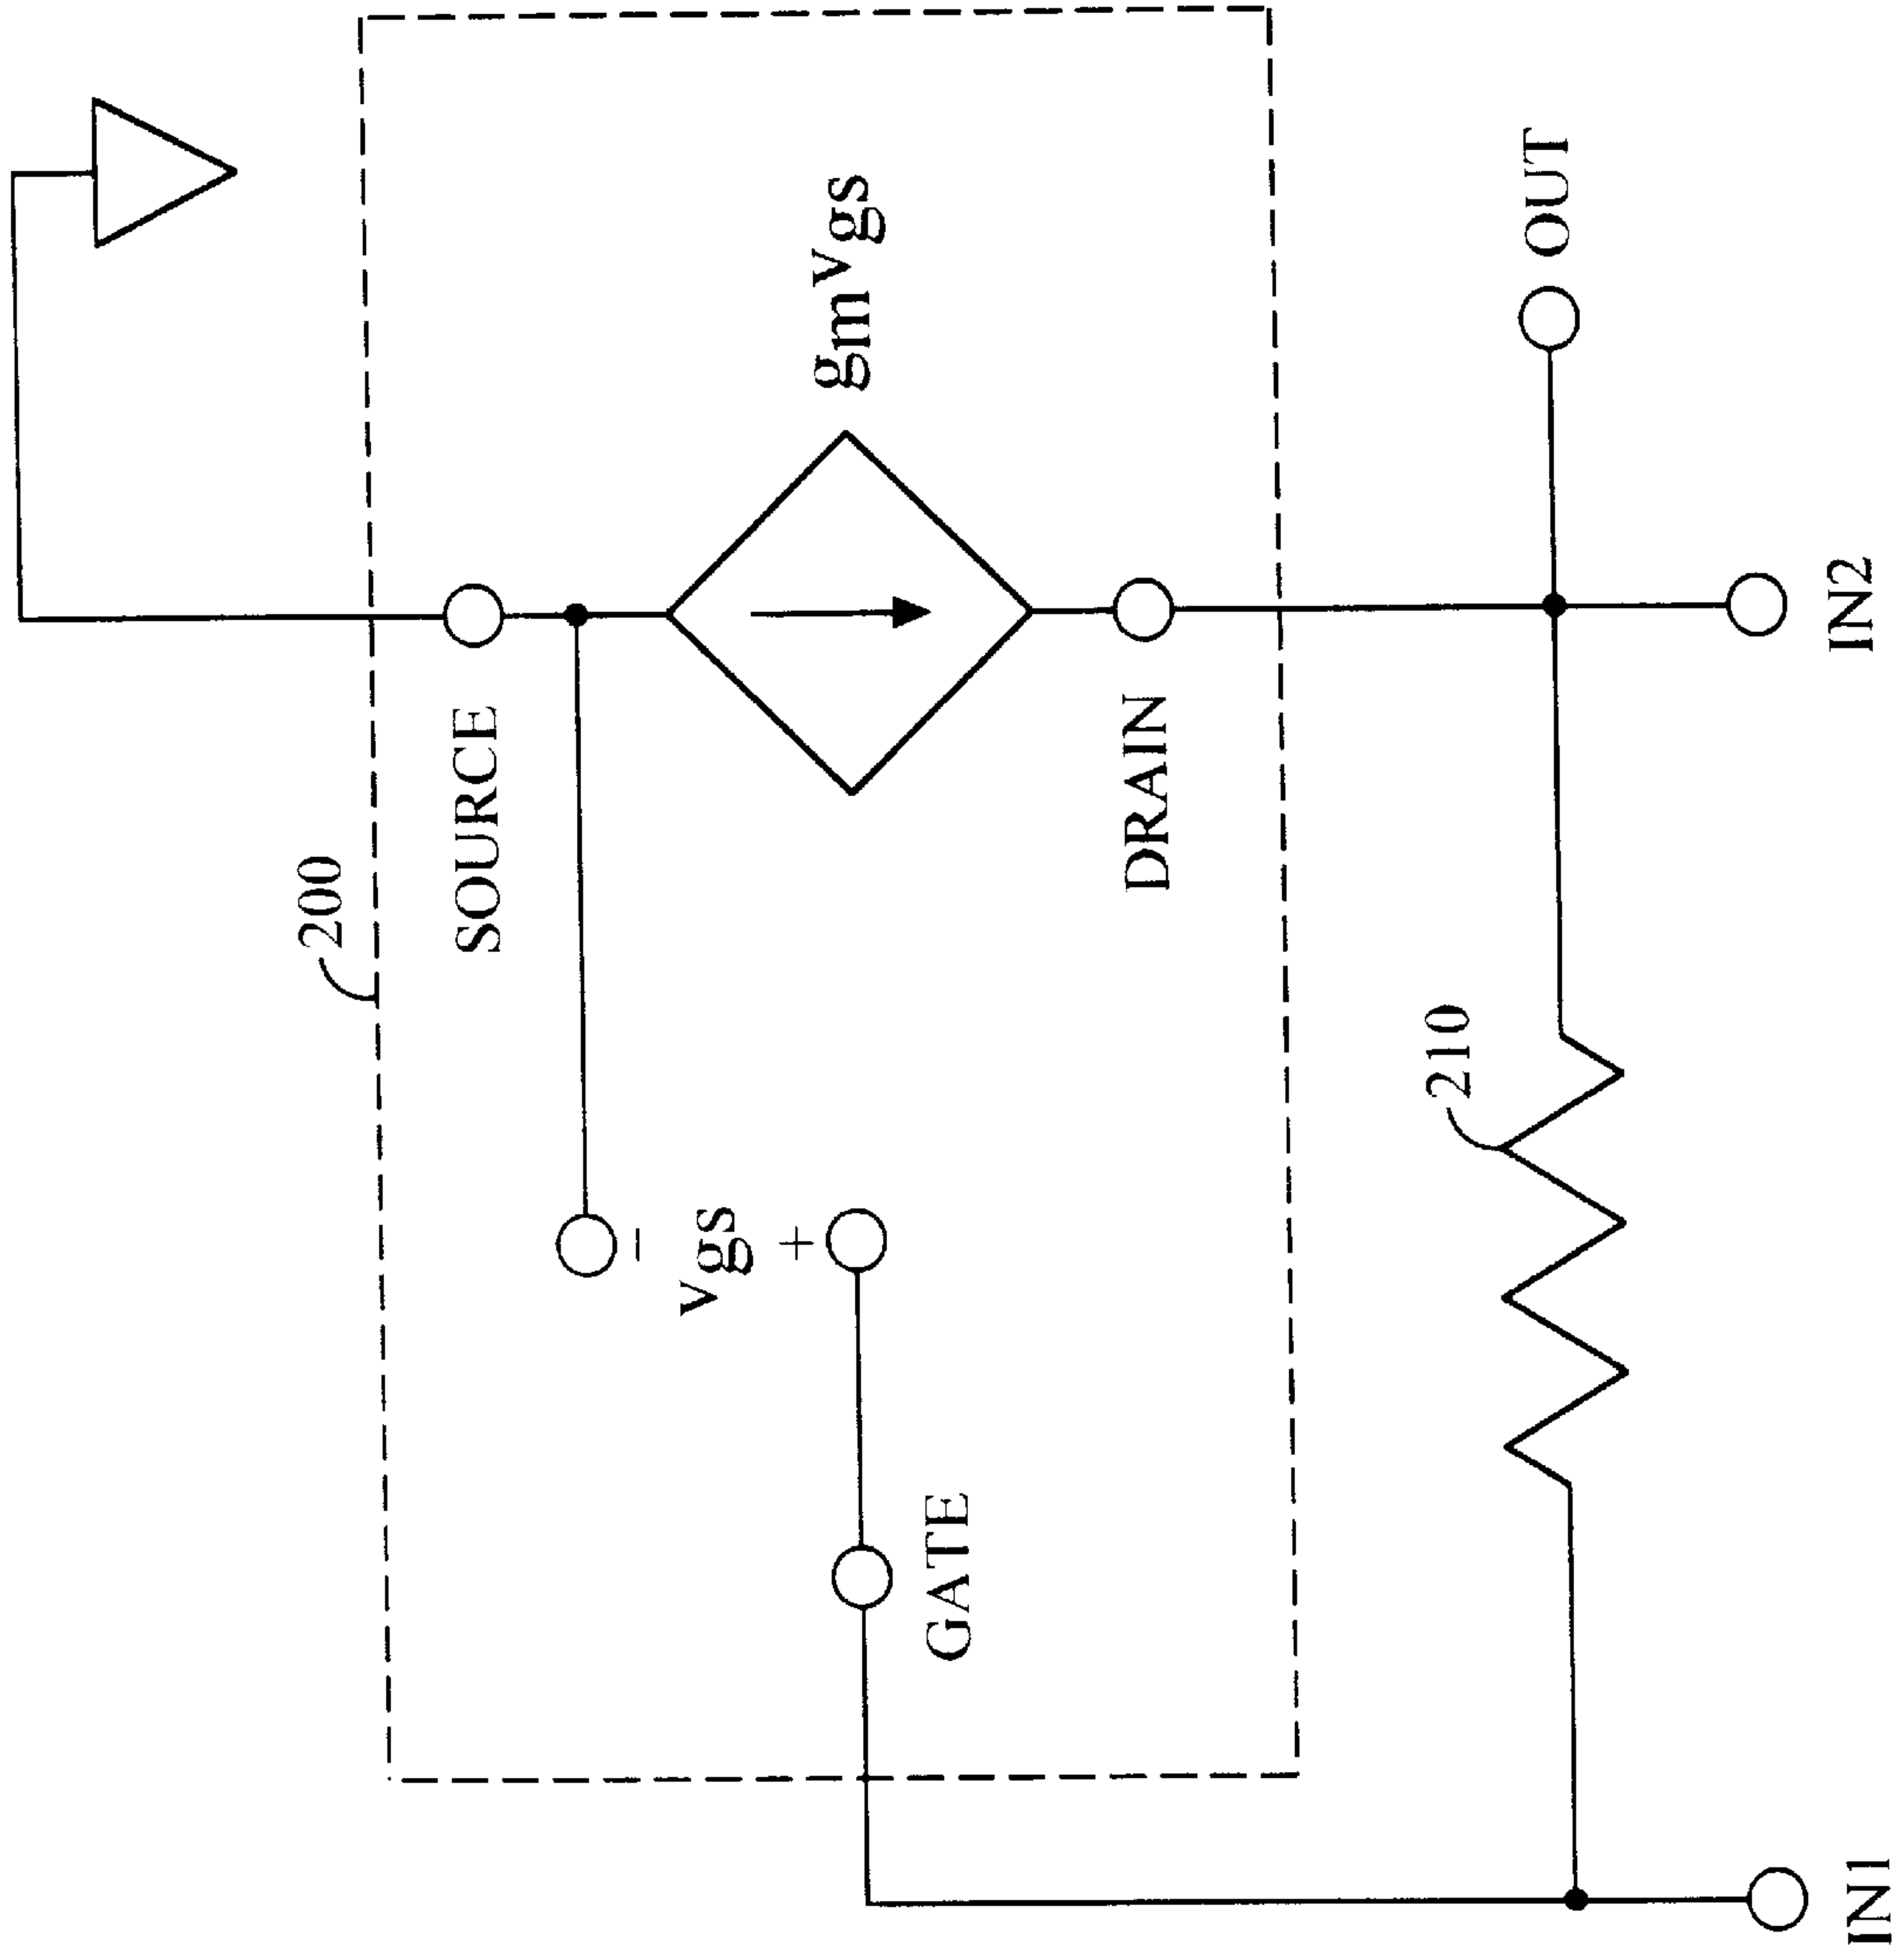 200
SOURCE
gmVgs
−
vgs
+
DRAIN
GATE
210
OUT
IN1
IN2